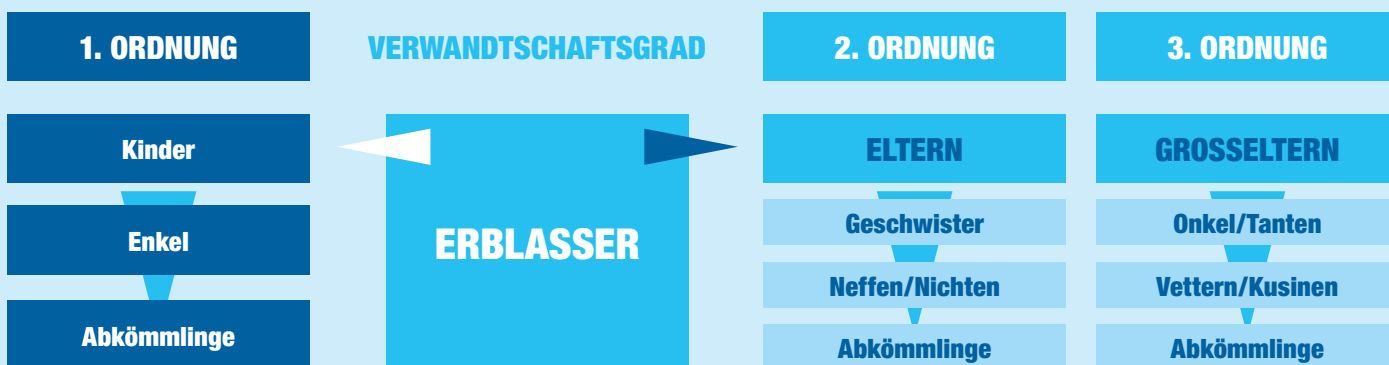 1. ORDNUNG
VERWANDTSCHAFTSGRAD
2. ORDNUNG
3. ORDNUNG
Kinder
Enkel
Abkömmlinge
ERBLASSER
ELTERN
Geschwister
Neffen/Nichten
Abkömmlinge
GROSSELTERN
Onkel/Tanten
Vettern/Kusinen
Abkömmlinge